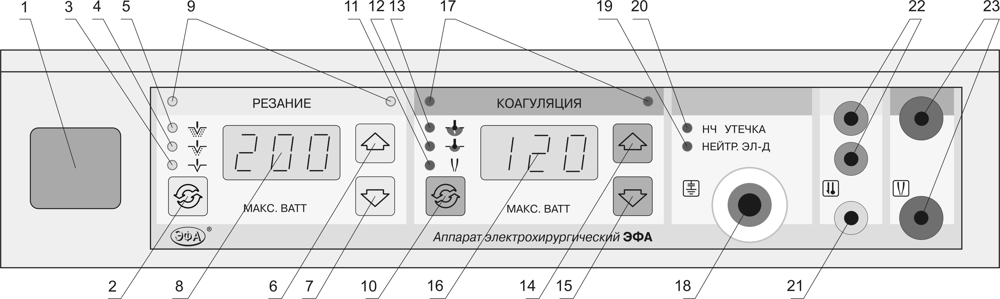 1 3 4 5 9 11 12 13 17 19 20 22 23
РЕЗАНИЕ
КОАГУЛЯЦИЯ
200
120
НЧ УТЕЧКА
НЕЙТР. ЭЛ-Д
МАКС. ВАТТ
МАКС. ВАТТ
ЭФА ®
Аппарат электрохирургический ЭФА
2 8 6 7 10 16 14 15 18 21